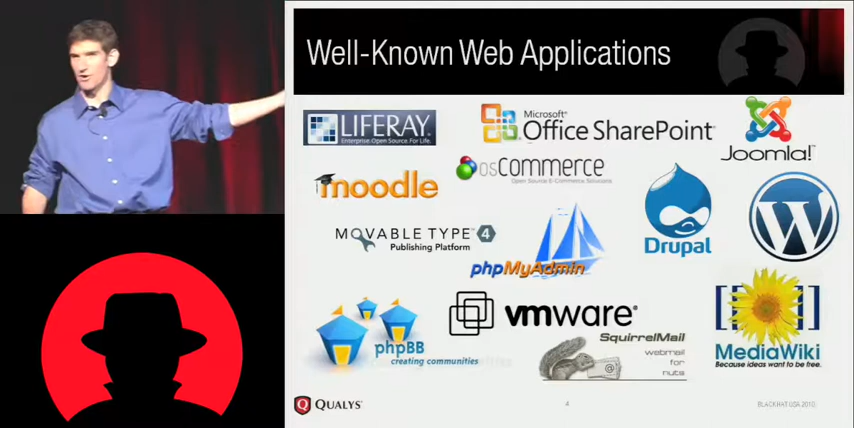 Well-Known Web Applications
LIFERAY
Enterprise. Open Source. For Life.
Microsoft®
Office SharePoint®
Joomla!™
osCommerce
Open Source E-Commerce Solutions
moodle
Drupal
W
MOVABLE TYPE 4
Publishing Platform
phpMyAdmin
vmware®
phpBB
creating communities
SquirrelMail
webmail
for
nuts
@
[[ ]]
MediaWiki
Because ideas want to be free.
Q QUALYS®
4
BLACKHAT USA 2010